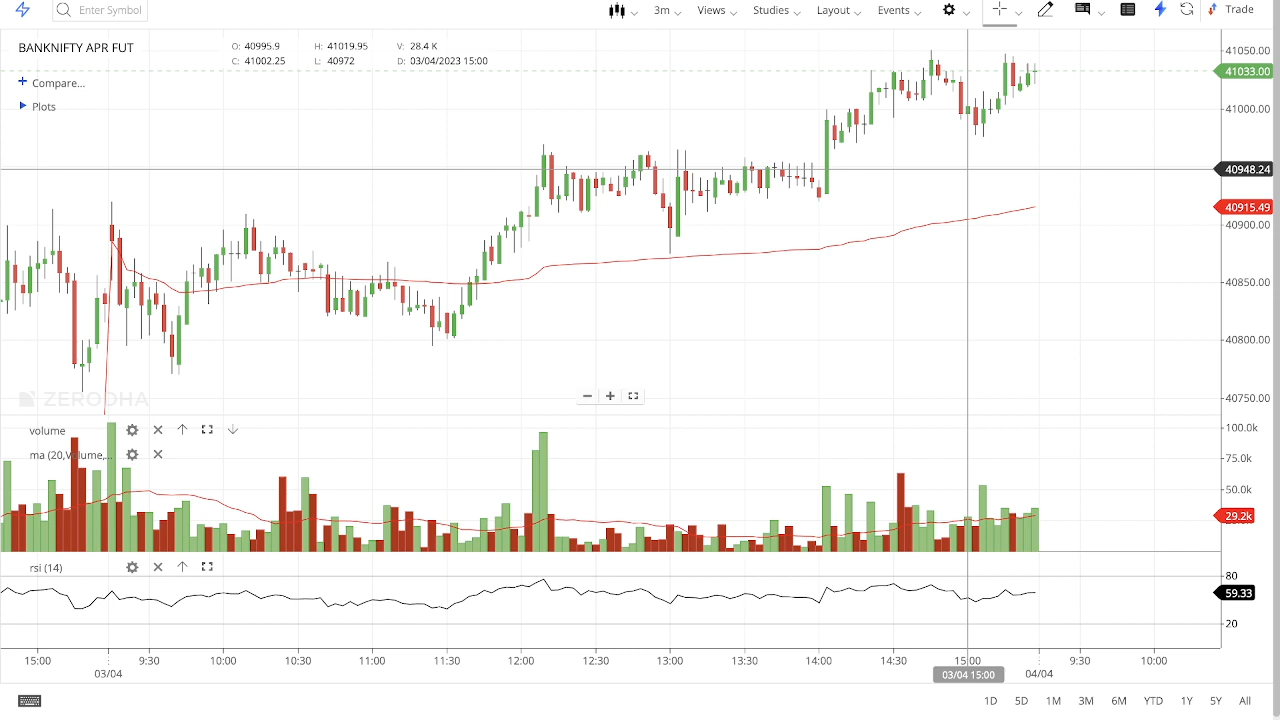 Enter Symbol 3m Views Studies Layout Events Trade
BANKNIFTY APR FUT
O: 40995.9 H: 41019.95 V: 28.4 K
C: 41002.25 L: 40972 D: 03/04/2023 15:00
Compare...
Plots
41050.00
41033.00
41000.00
40948.24
40915.49
40900.00
40850.00
40800.00
40750.00
ZERODHA
volume
ma (20,Volume,...
100.0k
75.0k
50.0k
29.2k
rsi (14)
80
59.33
20
15:00 9:30 10:00 10:30 11:00 11:30 12:00 12:30 13:00 13:30 14:00 14:30 15:00 9:30 10:00
03/04 03/04 15:00 04/04
1D 5D 1M 3M 6M YTD 1Y 5Y All